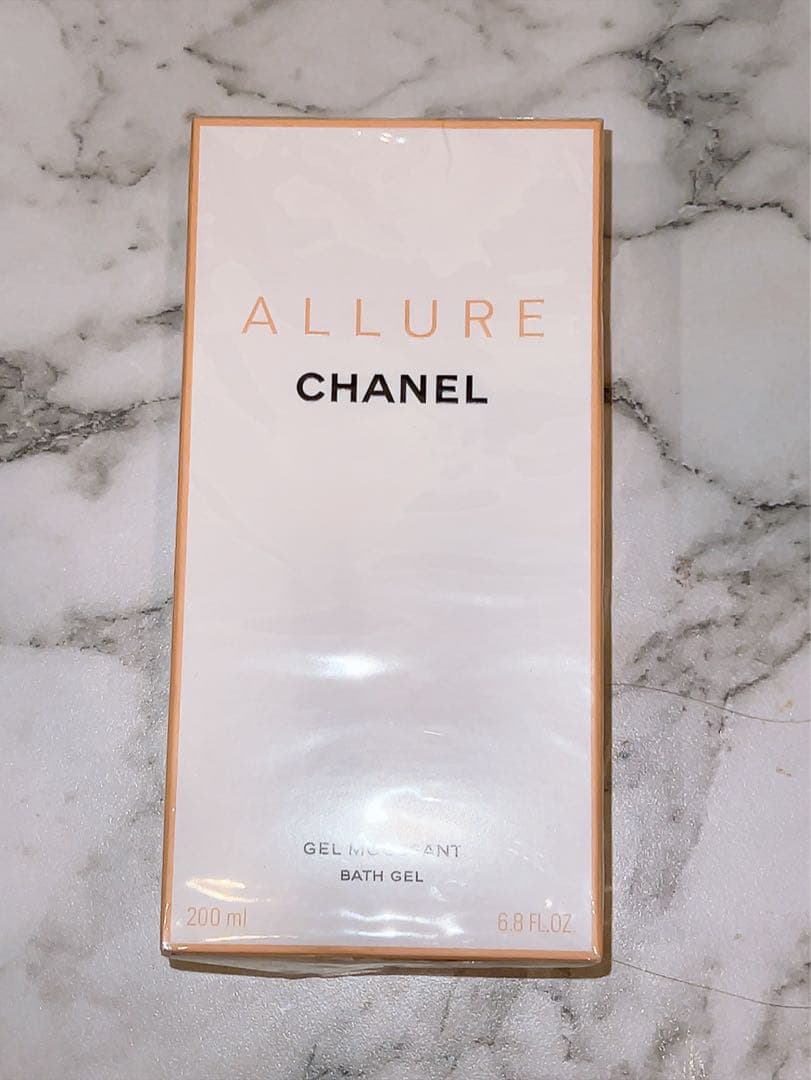 ALLURE
CHANEL
GEL
BATH GEL
200 ml
6.8 FL.OZ.